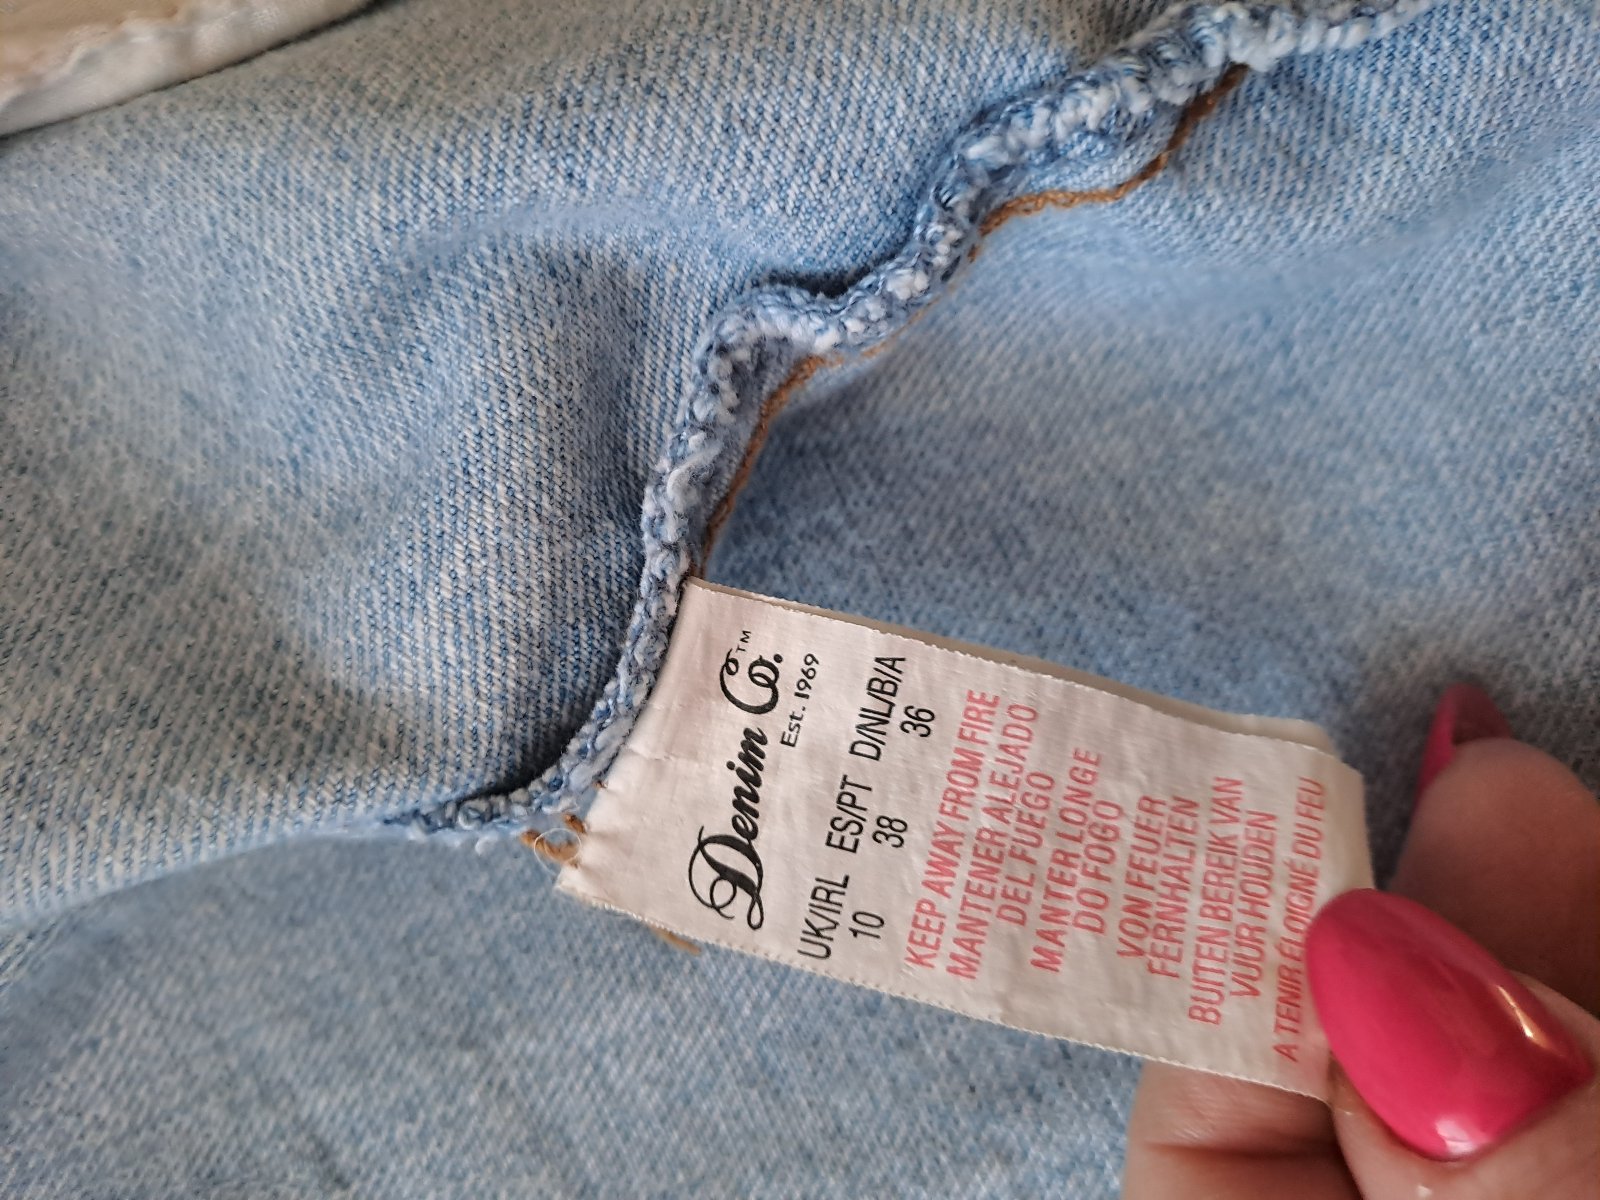 Denim Co.™
Est. 1969
UK/IRL ES/PT D/NL/B/A
10 38 36
KEEP AWAY FROM FIRE
MANTENER ALEJADO
DEL FUEGO
MANTER LONGE
DO FOGO
VON FEUER
FERNHALTEN
BUITEN BEREIK VAN
VUUR HOUDEN
A TENIR ÉLOIGNÉ DU FEU